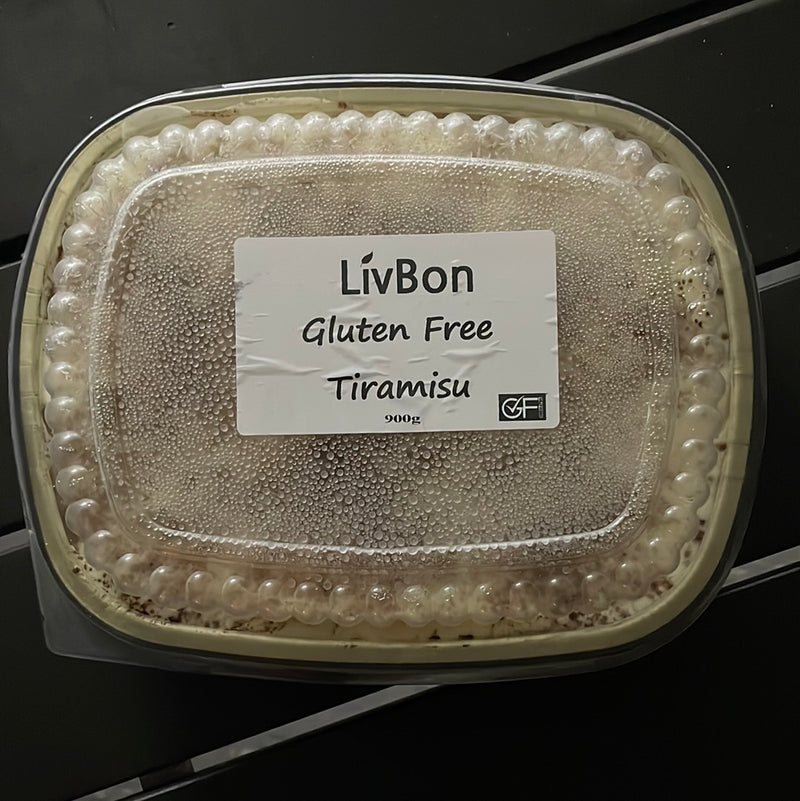 LivBon
Gluten Free
Tiramisu
900g
GF